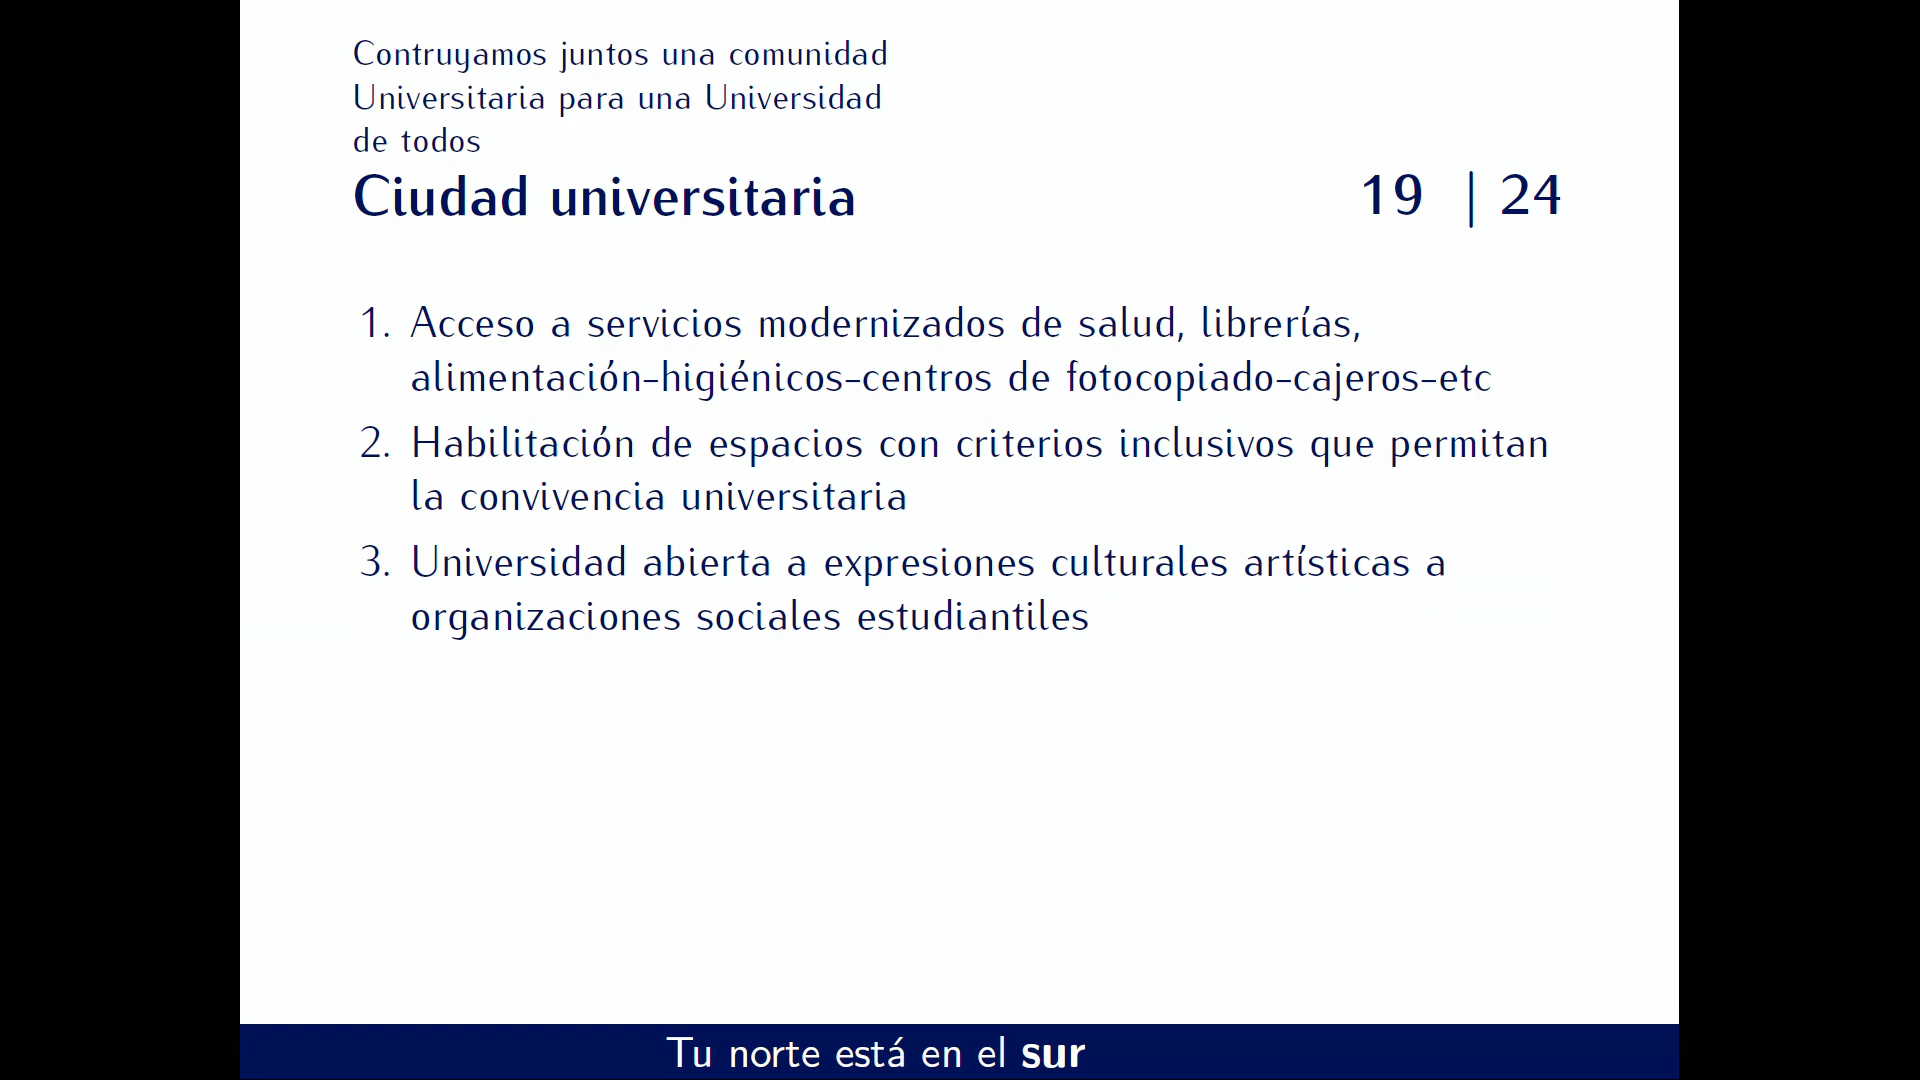 Contruyamos juntos una comunidad
Universitaria para una Universidad
de todos
Ciudad universitaria 19 | 24
1. Acceso a servicios modernizados de salud, librerías,
alimentación-higiénicos-centros de fotocopiado-cajeros-etc
2. Habilitación de espacios con criterios inclusivos que permitan
la convivencia universitaria
3. Universidad abierta a expresiones culturales artísticas a
organizaciones sociales estudiantiles
Tu norte está en el sur